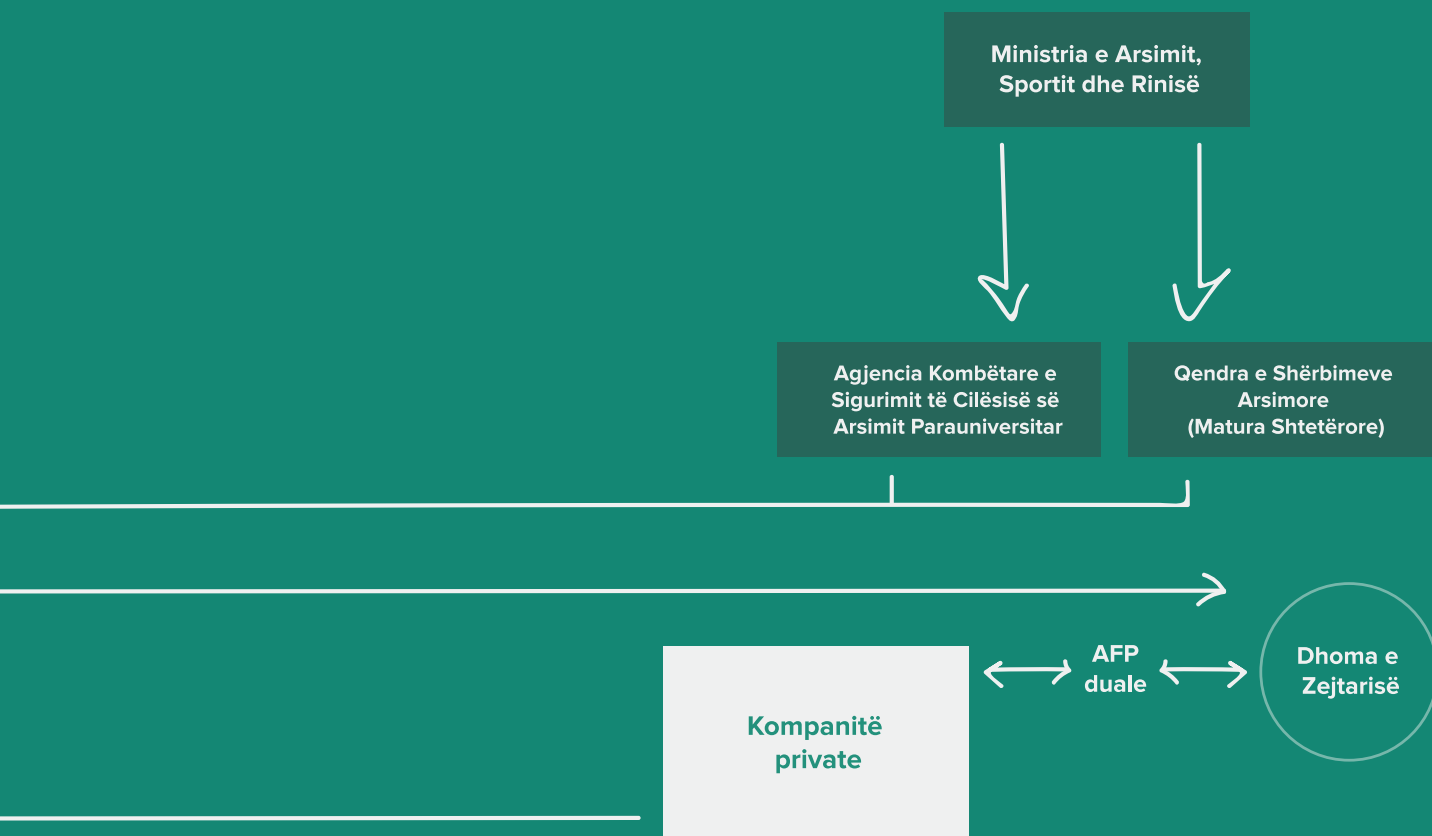 Ministria e Arsimit,
Sportit dhe Rinisë
Agjencia Kombëtare e
Sigurimit të Cilësisë së
Arsimit Parauniversitar
Qendra e Shërbimeve
Arsimore
(Matura Shtetërore)
AFP
duale
Dhoma e
Zejtarisë
Kompanitë
private